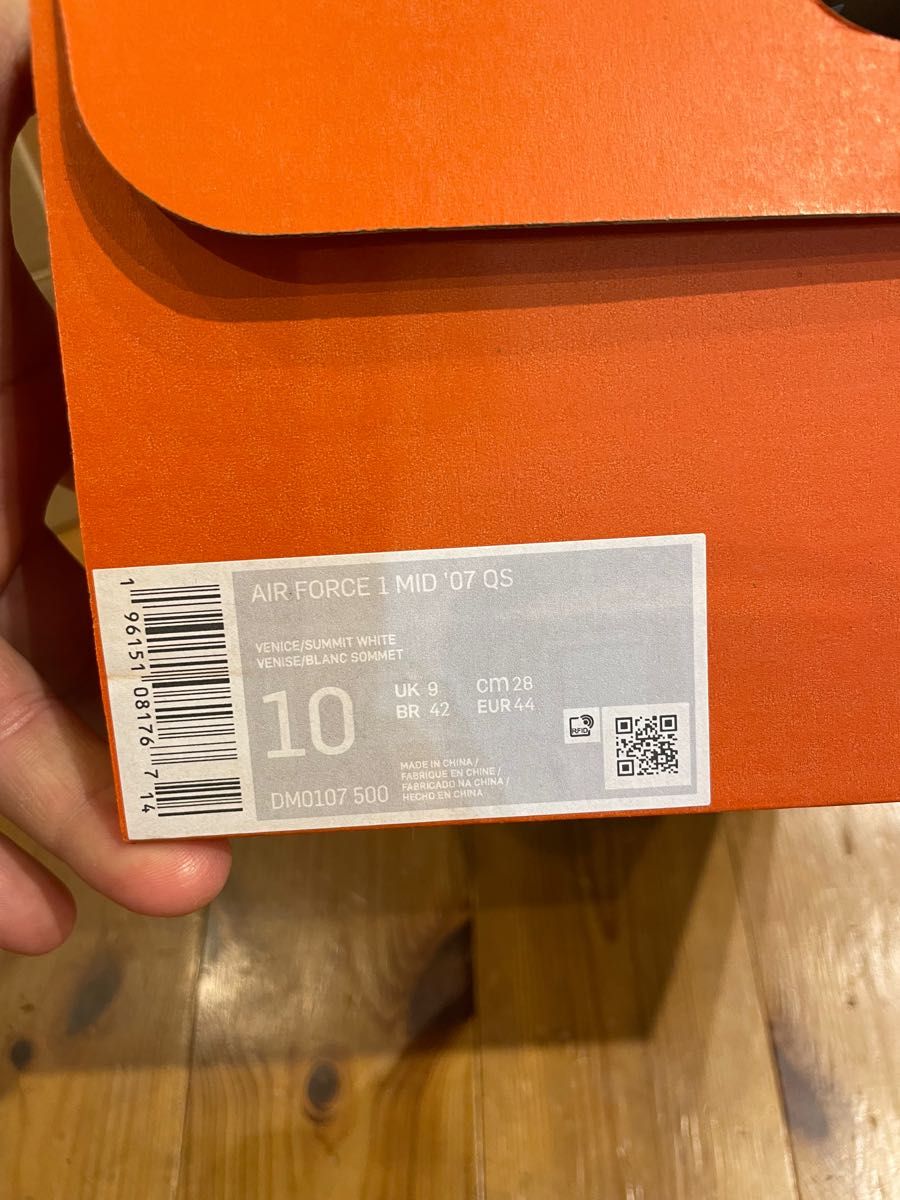 AIR FORCE 1 MID '07 QS
VENICE/SUMMIT WHITE
VENISE/BLANC SOMMET
10
UK 9
cm 28
BR 42
EUR 44
RFID
MADE IN CHINA /
FABRIQUE EN CHINE /
FABRICADO NA CHINA /
HECHO EN CHINA
DM0107 500
1 96151 08176 7 14